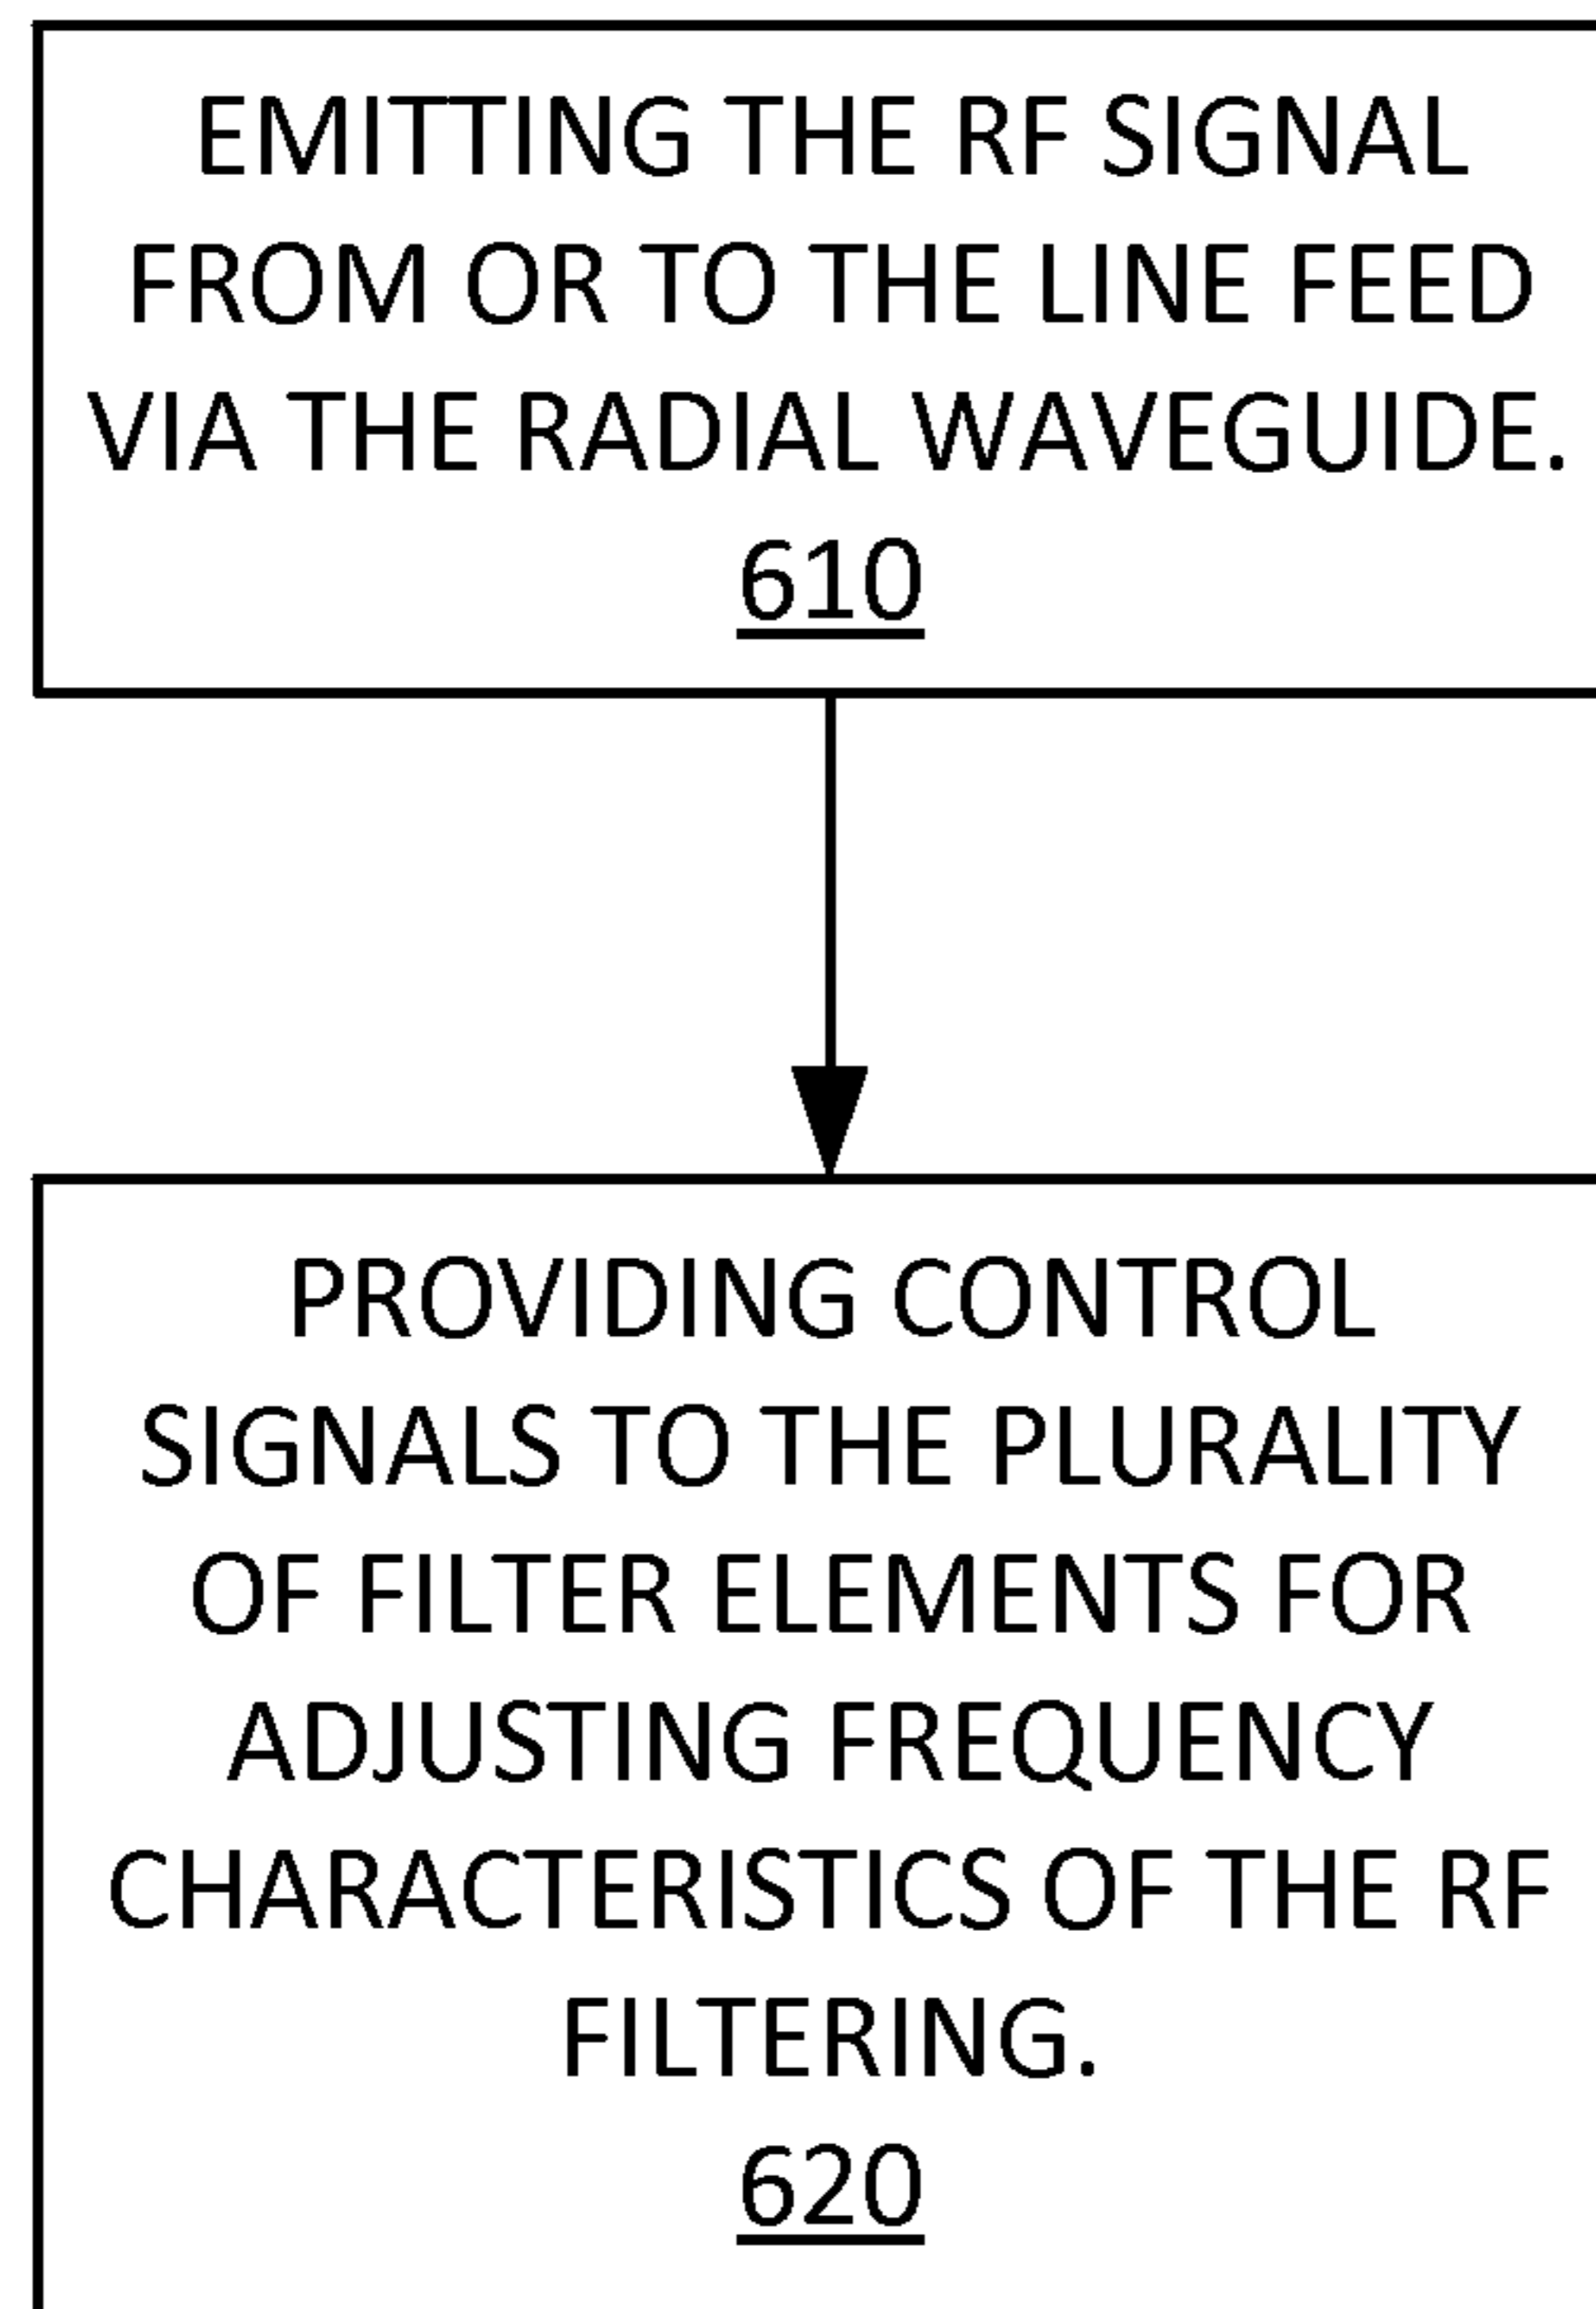 EMITTING THE RF SIGNAL
FROM OR TO THE LINE FEED
VIA THE RADIAL WAVEGUIDE.
610
PROVIDING CONTROL
SIGNALS TO THE PLURALITY
OF FILTER ELEMENTS FOR
ADJUSTING FREQUENCY
CHARACTERISTICS OF THE RF
FILTERING.
620